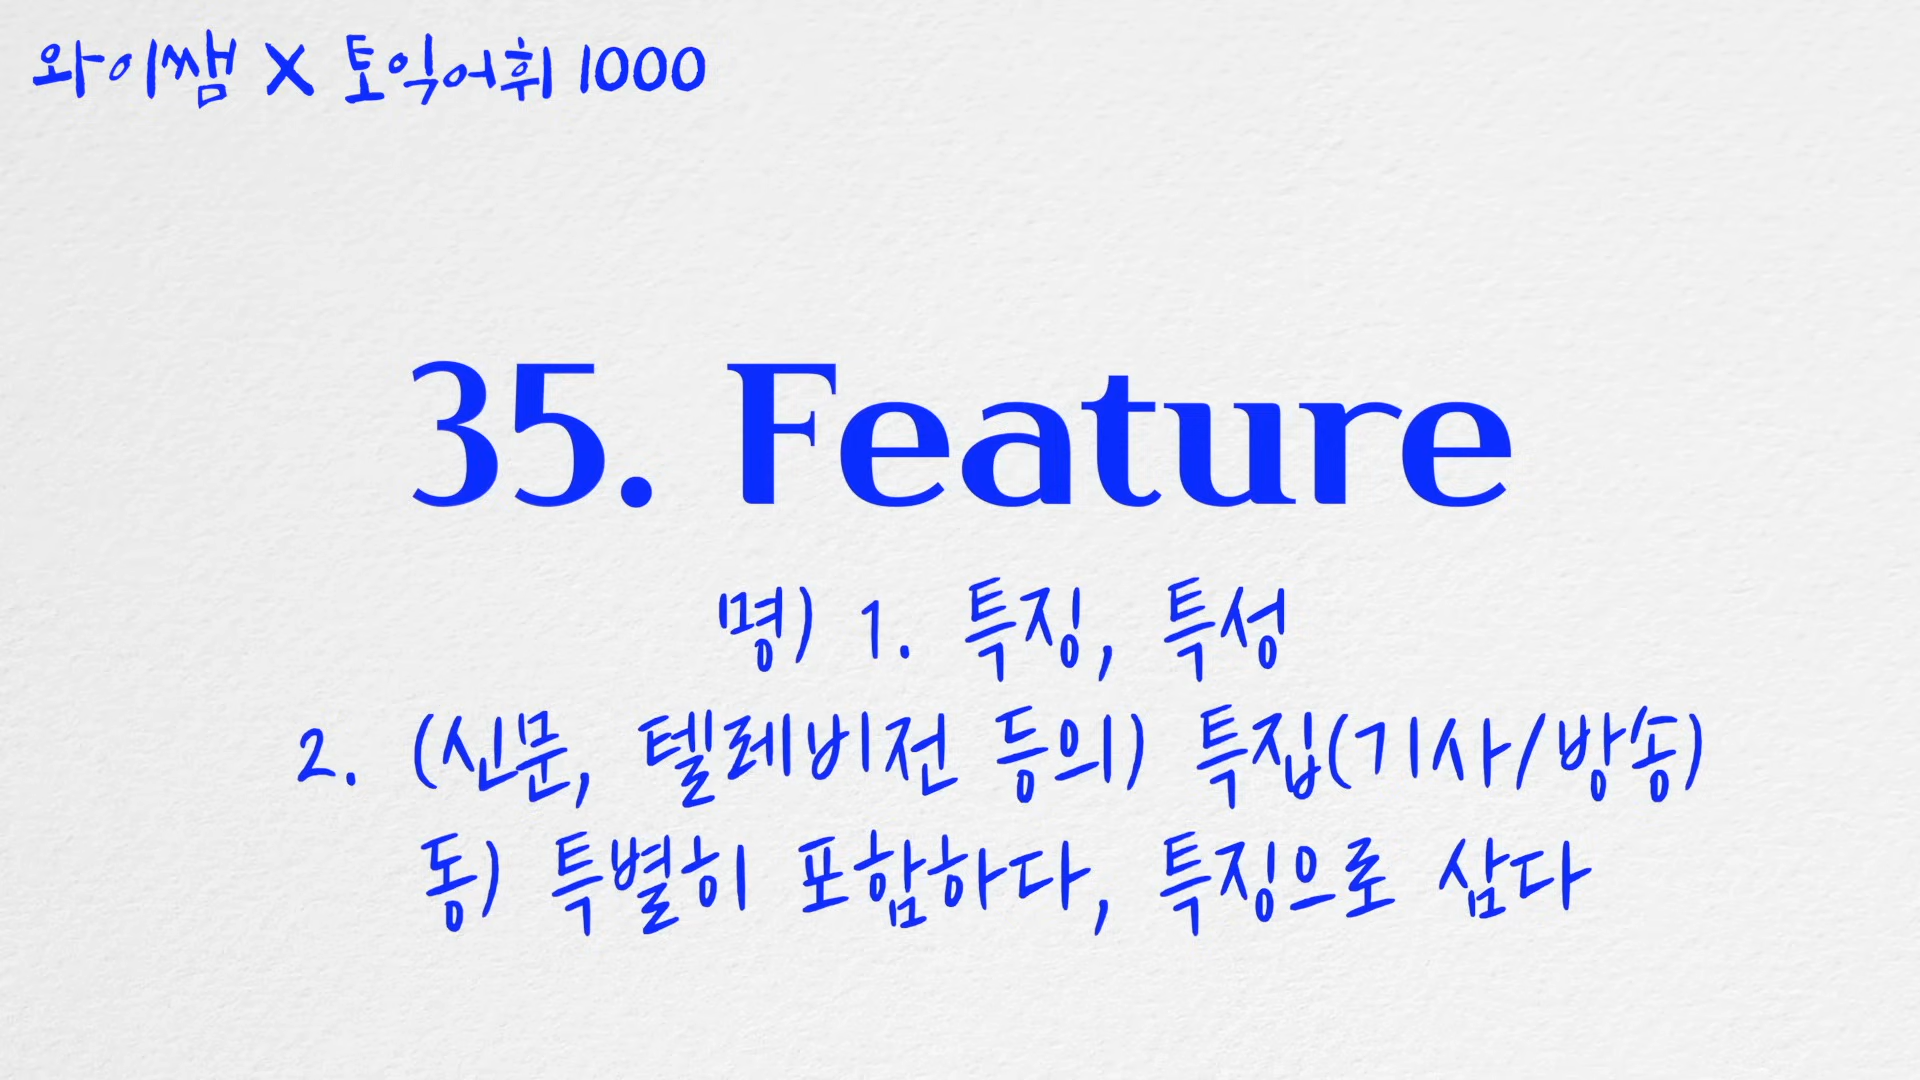 와이쌤 X 토익어휘 1000
35. Feature
명) 1. 특징, 특성
2. (신문, 텔레비전 등의) 특집(기사/방송)
동) 특별히 포함하다, 특징으로 삼다